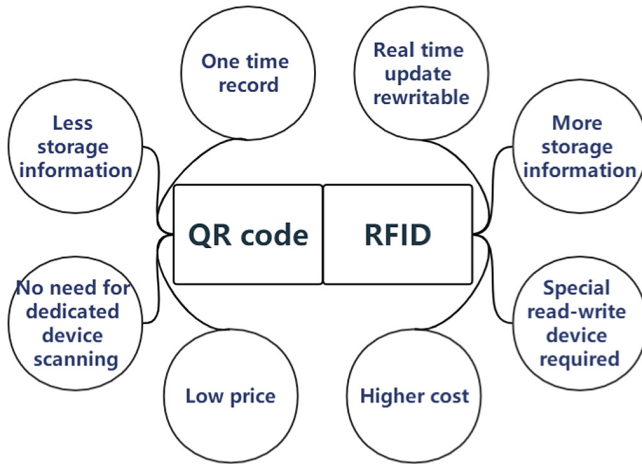 One time
record
Real time
update
rewritable
Less
storage
information
More
storage
information
QR code
RFID
No need for
dedicated
device
scanning
Special
read-write
device
required
Low price
Higher cost